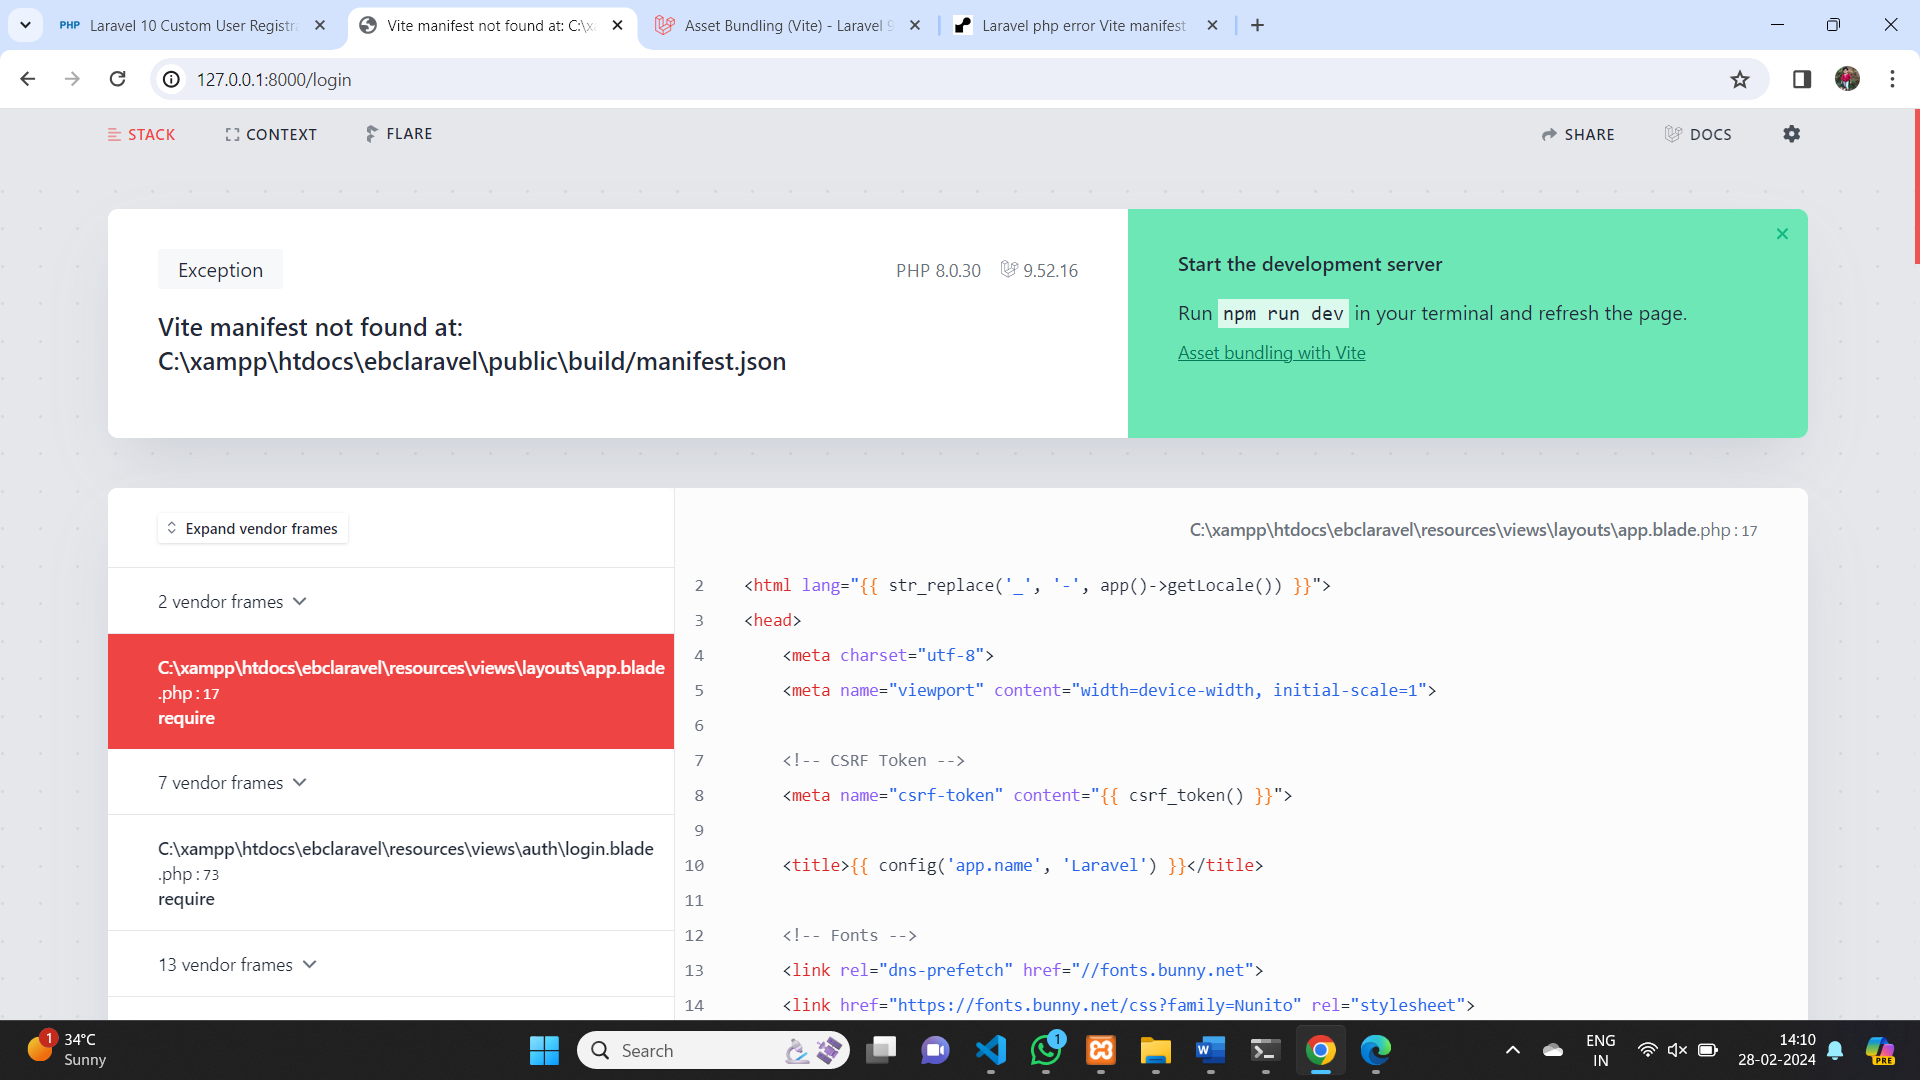 PHP Laravel 10 Custom User Registra
Vite manifest not found at: C:\x
Asset Bundling (Vite) - Laravel 9
Laravel php error Vite manifest
127.0.0.1:8000/login
STACK
CONTEXT
FLARE
SHARE
DOCS
Exception
PHP 8.0.30
9.52.16
Vite manifest not found at:
C:\xampp\htdocs\ebclaravel\public\build/manifest.json
Start the development server
Run npm run dev in your terminal and refresh the page.
Asset bundling with Vite
Expand vendor frames
2 vendor frames
C:\xampp\htdocs\ebclaravel\resources\views\layouts\app.blade
.php : 17
require
7 vendor frames
C:\xampp\htdocs\ebclaravel\resources\views\auth\login.blade
.php : 73
require
13 vendor frames
C:\xampp\htdocs\ebclaravel\resources\views\layouts\app.blade.php : 17
2 <html lang="{{ str_replace('_', '-', app()->getLocale()) }}">
3 <head>
4 <meta charset="utf-8">
5 <meta name="viewport" content="width=device-width, initial-scale=1">
6
7 <!-- CSRF Token -->
8 <meta name="csrf-token" content="{{ csrf_token() }}">
9
10 <title>{{ config('app.name', 'Laravel') }}</title>
11
12 <!-- Fonts -->
13 <link rel="dns-prefetch" href="//fonts.bunny.net">
14 <link href="https://fonts.bunny.net/css?family=Nunito" rel="stylesheet">
1
34°C
Sunny
Search
1
W
ENG
IN
14:10
28-02-2024
PRE